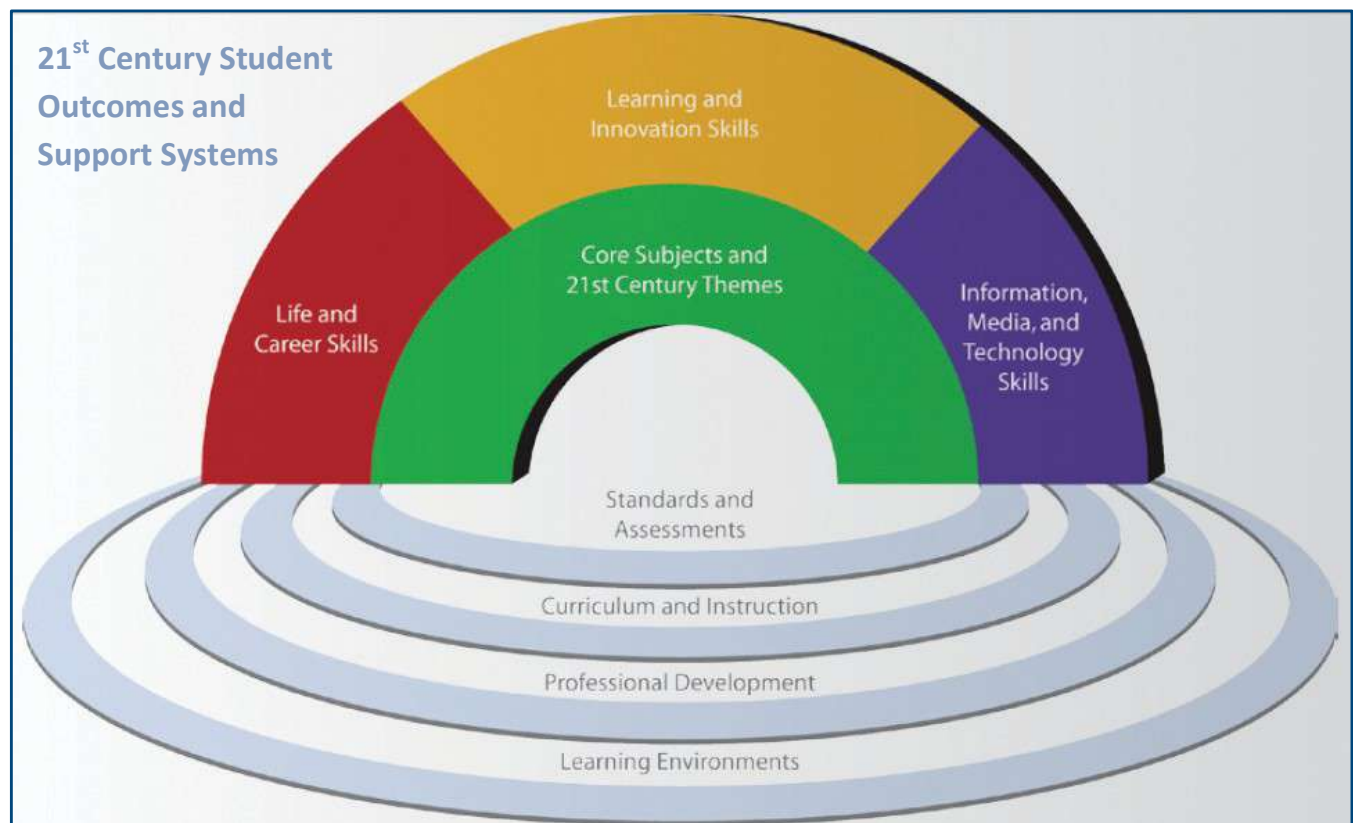 21st Century Student
Outcomes and
Support Systems
Learning and
Innovation Skills
Core Subjects and
21st Century Themes
Life and
Career Skills
Information,
Media, and
Technology
Skills
Standards and
Assessments
Curriculum and Instruction
Professional Development
Learning Environments